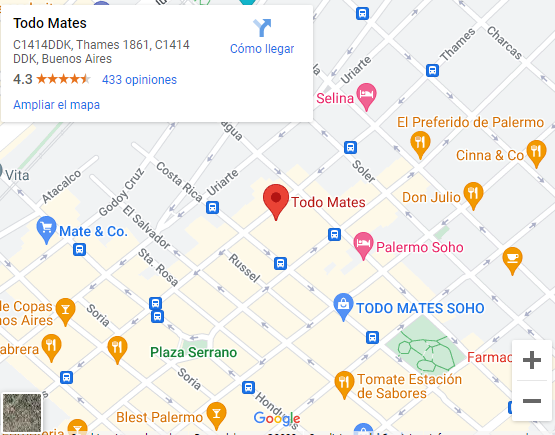 Todo Mates
C1414DDK, Thames 1861, C1414
DDK, Buenos Aires
4.3
433 opiniones
Cómo llegar
Ampliar el mapa
Charcas
Thames
Uriarte
Selina
El Preferido de Palermo
Cinna & Co
Soler
agua
Vita
Atacalco
Godoy Cruz
Costa Rica
Uriarte
Don Julio
Todo Mates
El Salvador
Mate & Co.
Palermo Soho
Sta. Rosa
Russel
de Copas
nos Aires
Soria
TODO MATES SOHO
abrera
Plaza Serrano
Farmac
Soria
Tomate Estación
de Sabores
Hondu
Blest Palermo
Google